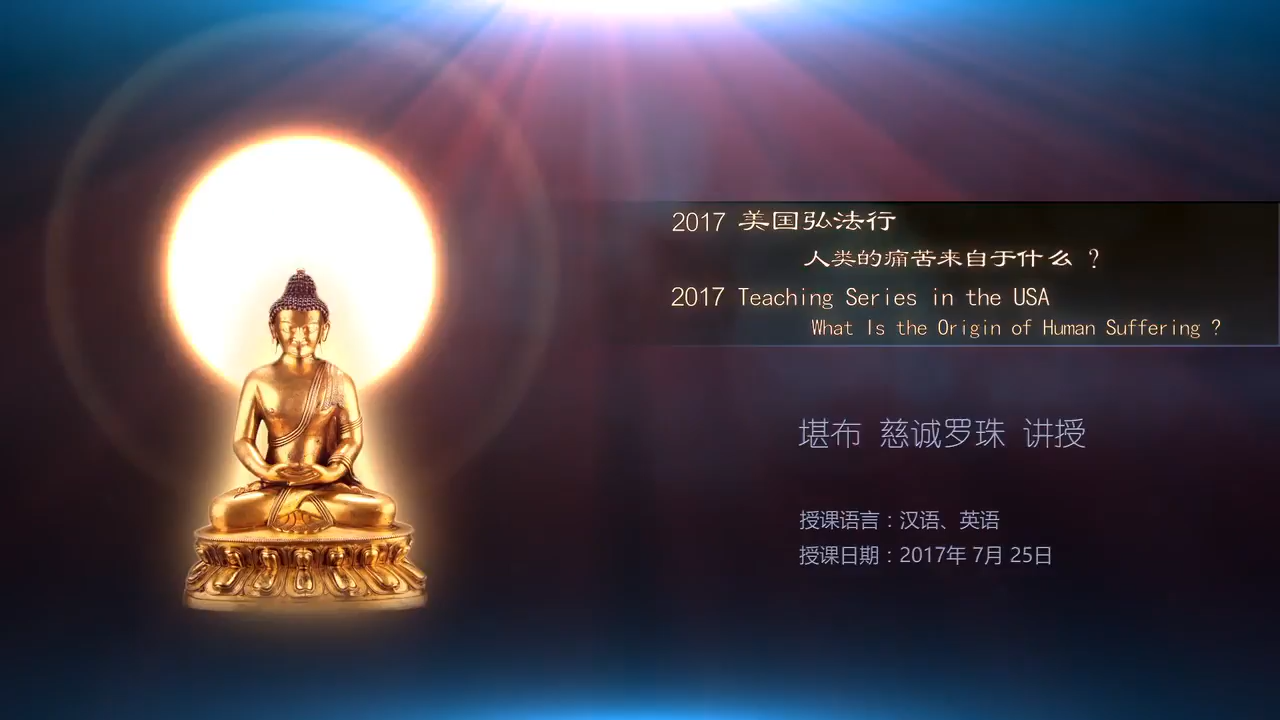 2017 美国弘法行
人类的痛苦来自于什么 ？
2017 Teaching Series in the USA
What Is the Origin of Human Suffering ?
堪布 慈诚罗珠 讲授
授课语言：汉语、英语
授课日期：2017年 7月 25日